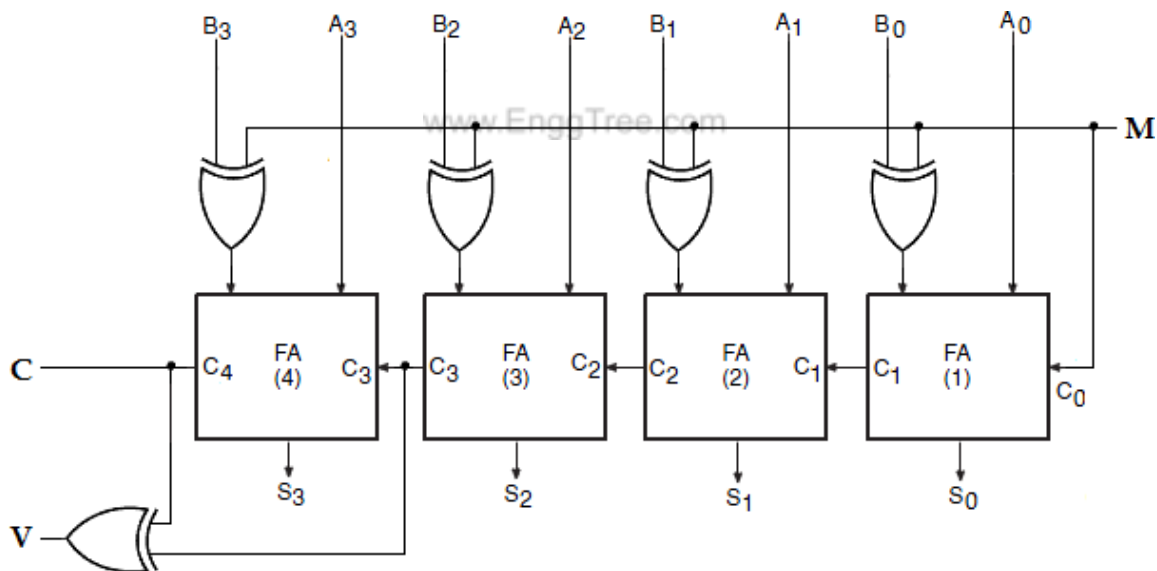 B3 A3 B2 A2 B1 A1 B0 A0
www.EnggTree.com
M
FA FA FA FA
C C4 (4) C3 C3 (3) C2 C2 (2) C1 C1 (1)
C0
S3 S2 S1 S0
V